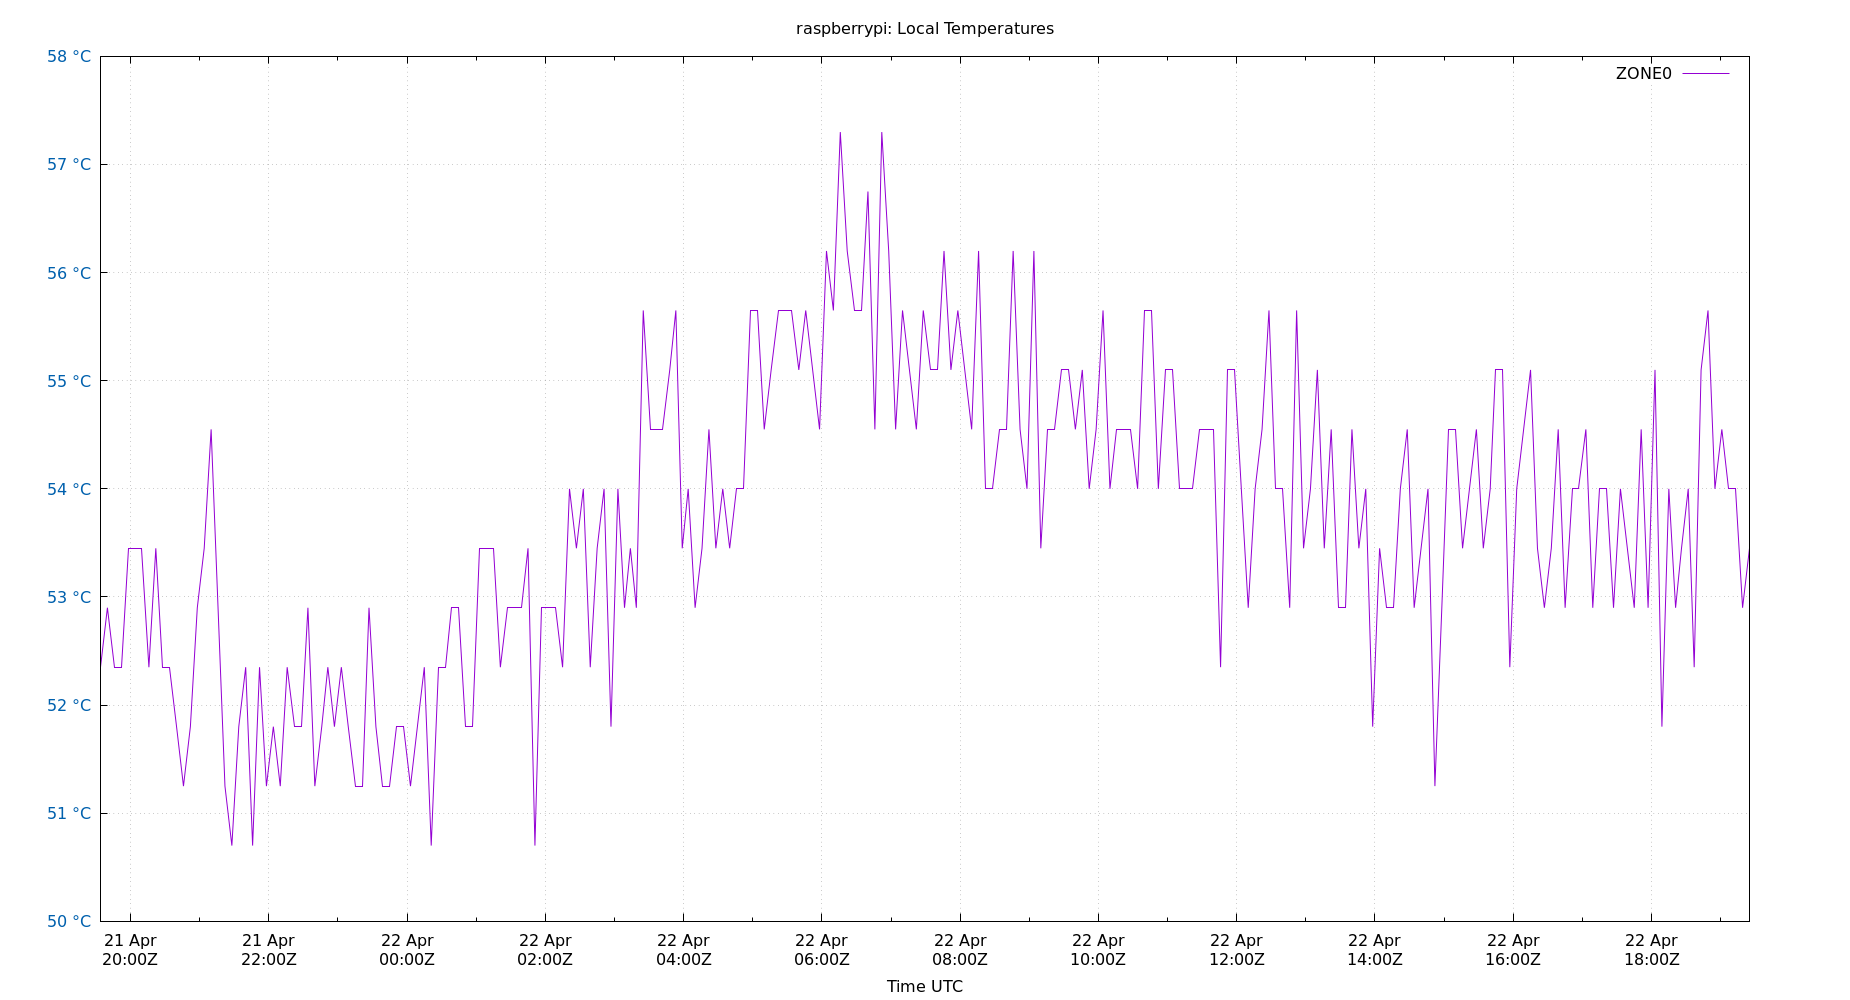 raspberrypi: Local Temperatures
58 °C
ZONE0
57 °C
56 °C
55 °C
54 °C
53 °C
52 °C
51 °C
50 °C
21 Apr 21 Apr 22 Apr 22 Apr 22 Apr 22 Apr 22 Apr 22 Apr 22 Apr 22 Apr 22 Apr 22 Apr
20:00Z 22:00Z 00:00Z 02:00Z 04:00Z 06:00Z 08:00Z 10:00Z 12:00Z 14:00Z 16:00Z 18:00Z
Time UTC